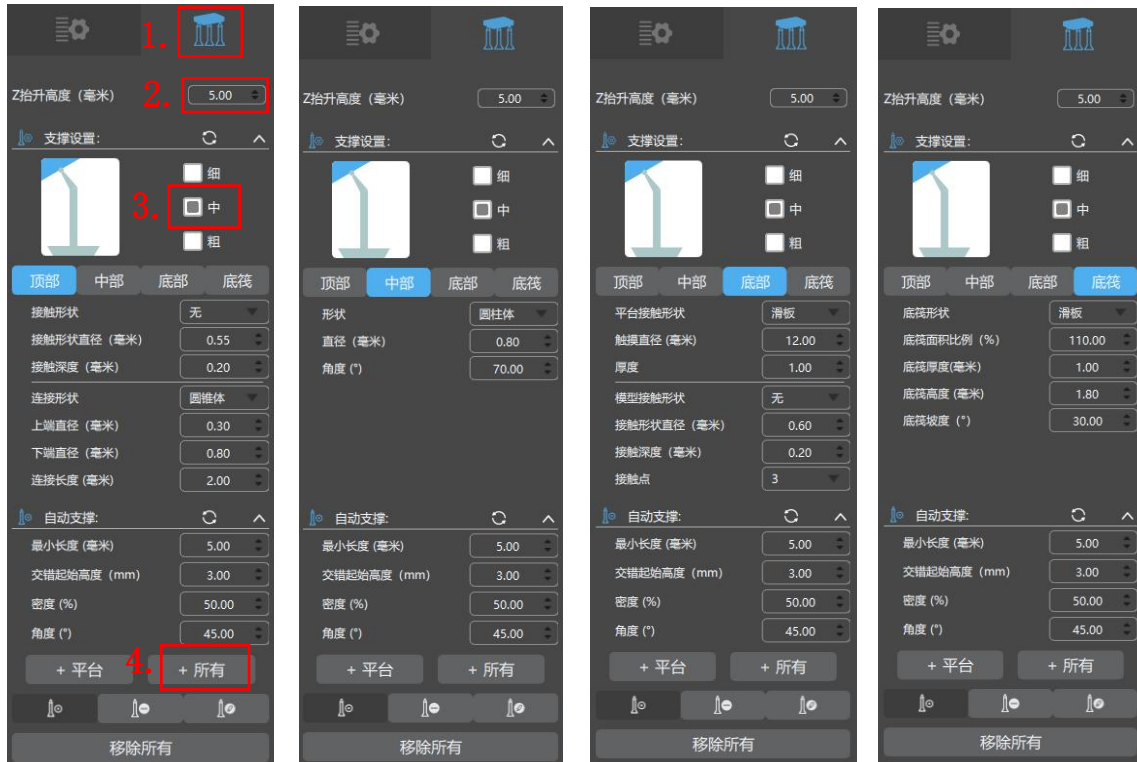 1.
Z抬升高度（毫米） 2. 5.00
支撑设置：
细
3. 中
粗
顶部 中部 底部 底筏
接触形状 无
接触形状直径（毫米） 0.55
接触深度（毫米） 0.20
连接形状 圆锥体
上端直径（毫米） 0.30
下端直径（毫米） 0.80
连接长度 (毫米) 2.00
自动支撑:
最小长度 (毫米) 5.00
交错起始高度（mm） 3.00
密度 (%) 50.00
角度 (°) 45.00
+ 平台 4. + 所有
移除所有
Z抬升高度（毫米） 5.00
支撑设置：
细
中
粗
顶部 中部 底部 底筏
形状 圆柱体
直径（毫米） 0.80
角度 (°) 70.00
自动支撑:
最小长度 (毫米) 5.00
交错起始高度（mm） 3.00
密度 (%) 50.00
角度 (°) 45.00
+ 平台 + 所有
移除所有
Z抬升高度（毫米） 5.00
支撑设置：
细
中
粗
顶部 中部 底部 底筏
平台接触形状 滑板
触摸直径 (毫米) 12.00
厚度 1.00
模型接触形状 无
接触形状直径（毫米） 0.60
接触深度（毫米） 0.20
接触点 3
自动支撑:
最小长度 (毫米) 5.00
交错起始高度（mm） 3.00
密度 (%) 50.00
角度 (°) 45.00
+ 平台 + 所有
移除所有
Z抬升高度（毫米） 5.00
支撑设置：
细
中
粗
顶部 中部 底部 底筏
底筏形状 滑板
底筏面积比例（%） 110.00
底筏厚度(毫米) 1.00
底筏高度 (毫米) 1.80
底筏坡度（°） 30.00
自动支撑:
最小长度 (毫米) 5.00
交错起始高度（mm） 3.00
密度 (%) 50.00
角度 (°) 45.00
+ 平台 + 所有
移除所有